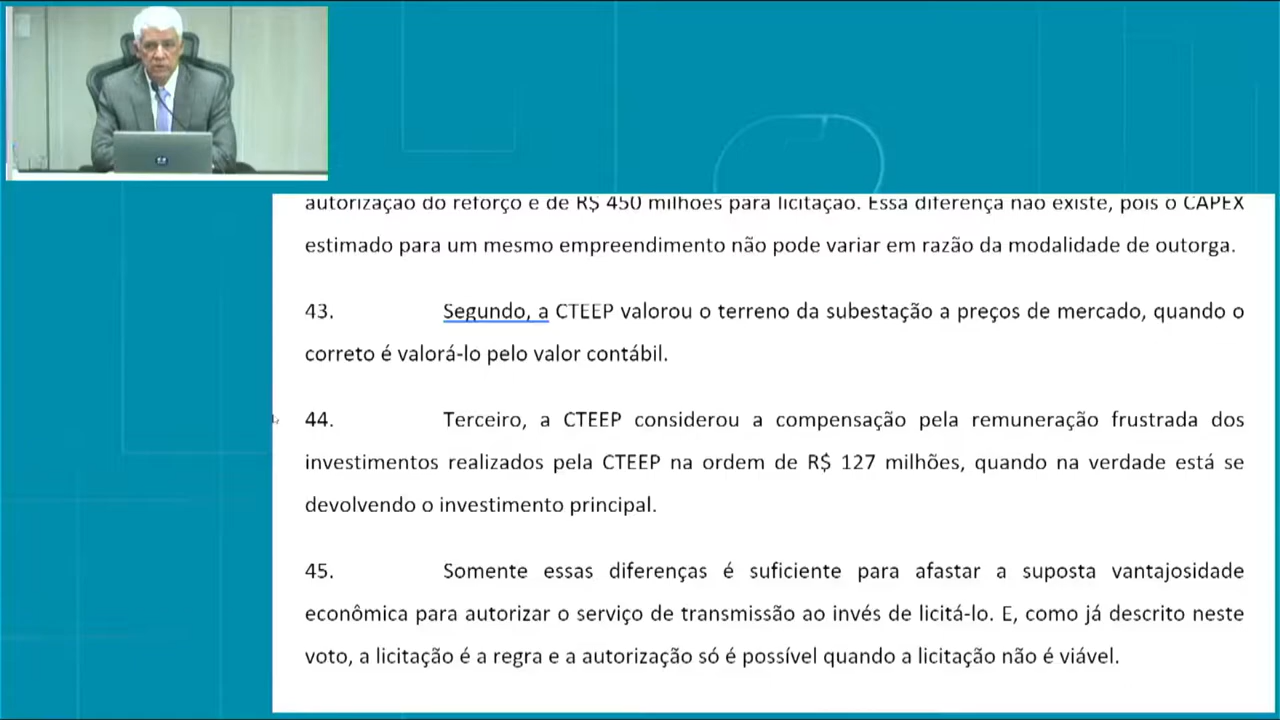 autorização do reforço e de R$ 450 milhões para licitação. Essa diferença não existe, pois o CAPEX
estimado para um mesmo empreendimento não pode variar em razão da modalidade de outorga.
43. Segundo, a CTEEP valorou o terreno da subestação a preços de mercado, quando o
correto é valorá-lo pelo valor contábil.
44. Terceiro, a CTEEP considerou a compensação pela remuneração frustrada dos
investimentos realizados pela CTEEP na ordem de R$ 127 milhões, quando na verdade está se
devolvendo o investimento principal.
45. Somente essas diferenças é suficiente para afastar a suposta vantajosidade
econômica para autorizar o serviço de transmissão ao invés de licitá-lo. E, como já descrito neste
voto, a licitação é a regra e a autorização só é possível quando a licitação não é viável.